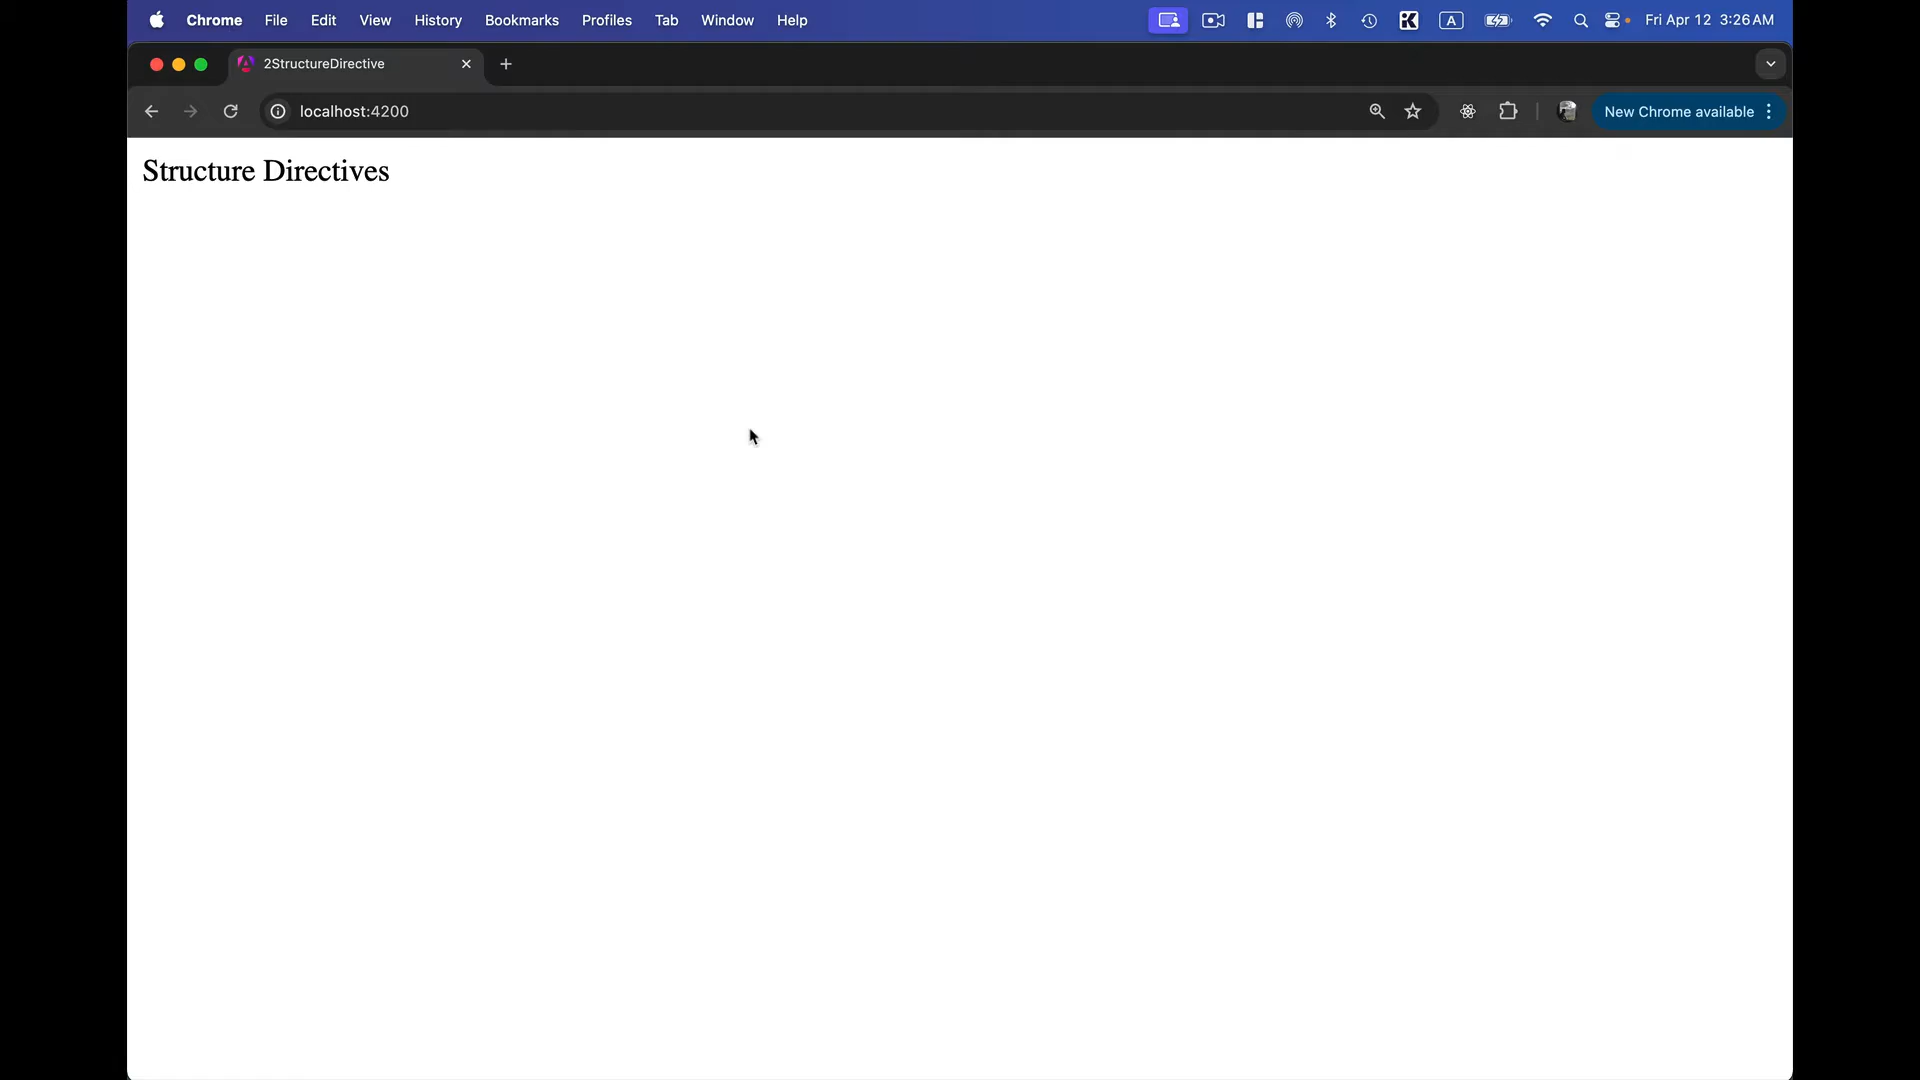 Chrome File Edit View History Bookmarks Profiles Tab Window Help A Fri Apr 12 3:26 AM
2StructureDirective
localhost:4200 New Chrome available
Structure Directives